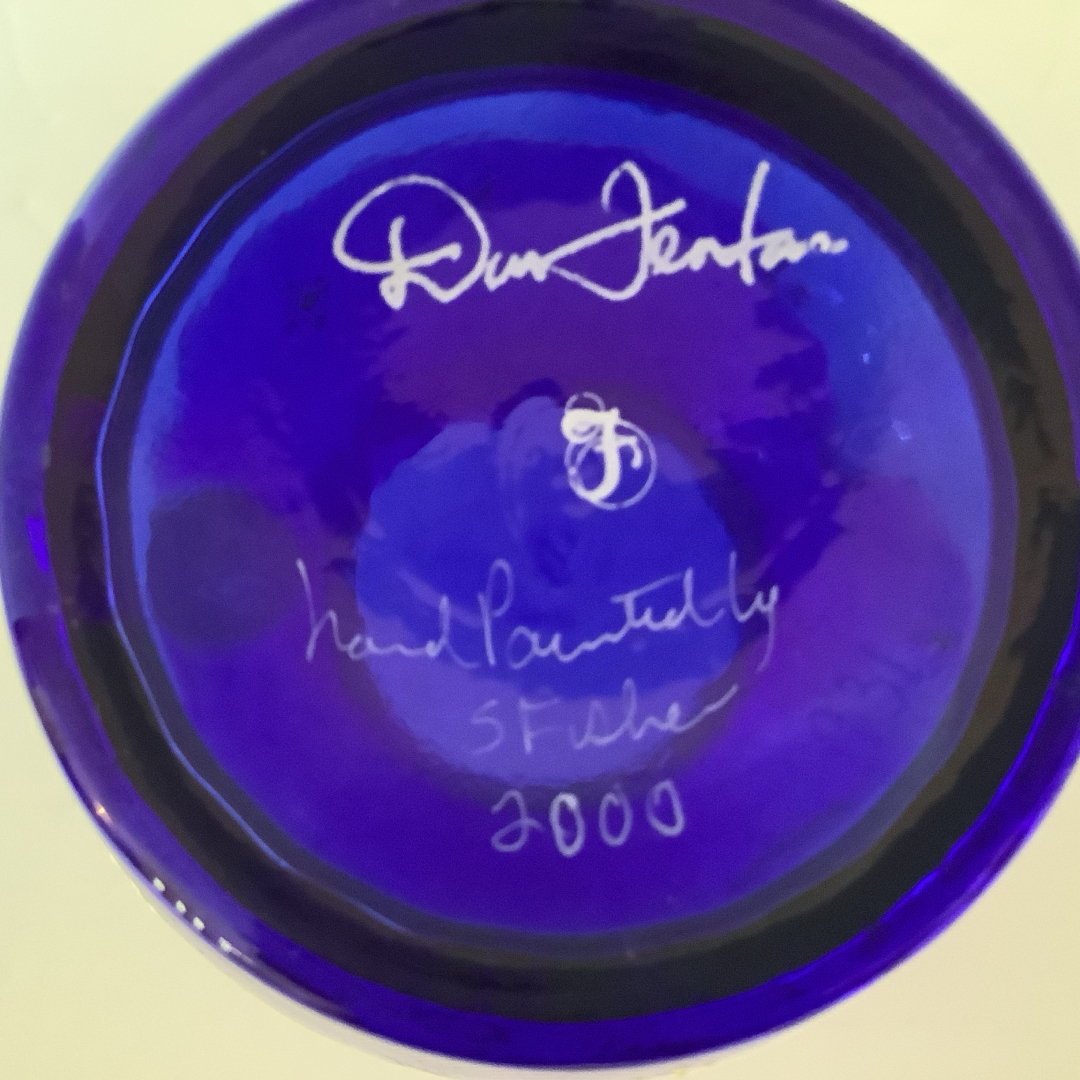 Don Fenton
F
hand Painted by
S Fisher
2000